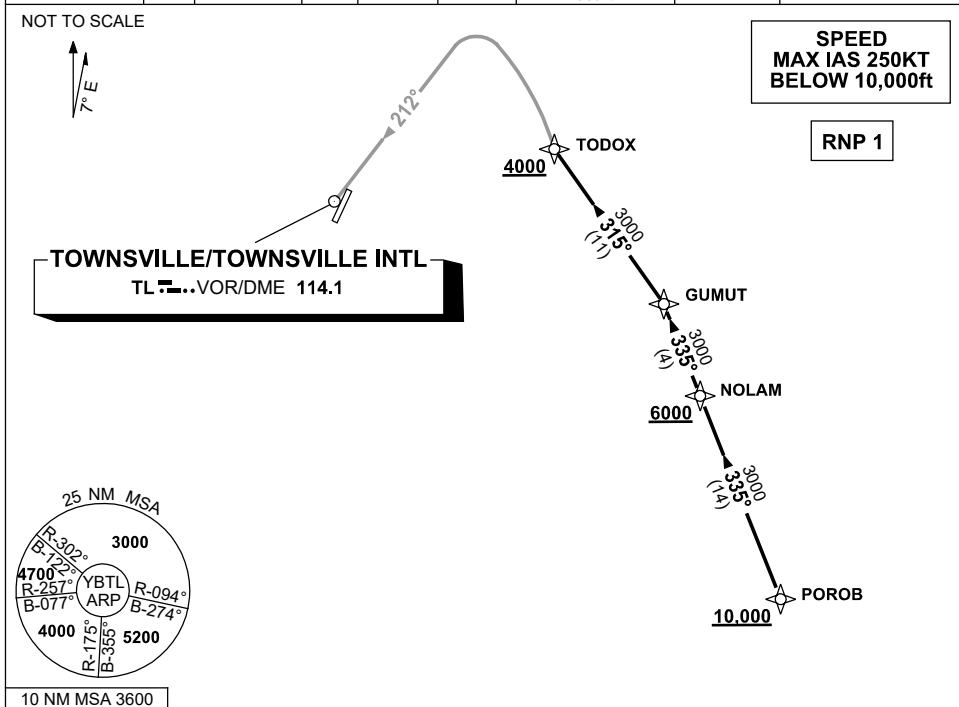 NOT TO SCALE
7° E
SPEED
MAX IAS 250KT
BELOW 10,000ft
RNP 1
212°
TODOX
4000
3000
315°
(11)
TOWNSVILLE/TOWNSVILLE INTL
TL VOR/DME 114.1
GUMUT
3000
335°
(4)
NOLAM
6000
3000
335°
(14)
POROB
10,000
25 NM MSA
3000
R-302°
B-122°
4700
R-257°
B-077°
YBTL
ARP
R-094°
B-274°
4000
R-175°
B-355°
5200
10 NM MSA 3600